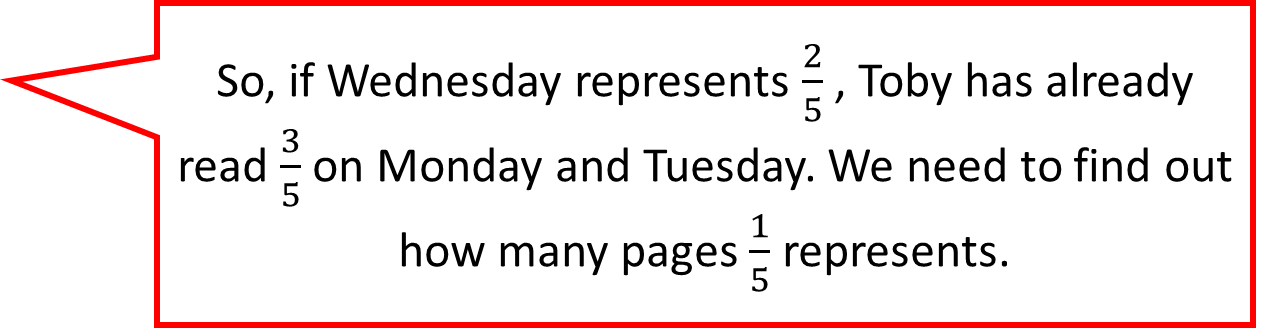 So, if Wednesday represents 2/5 , Toby has already
read 3/5 on Monday and Tuesday. We need to find out
how many pages 1/5 represents.